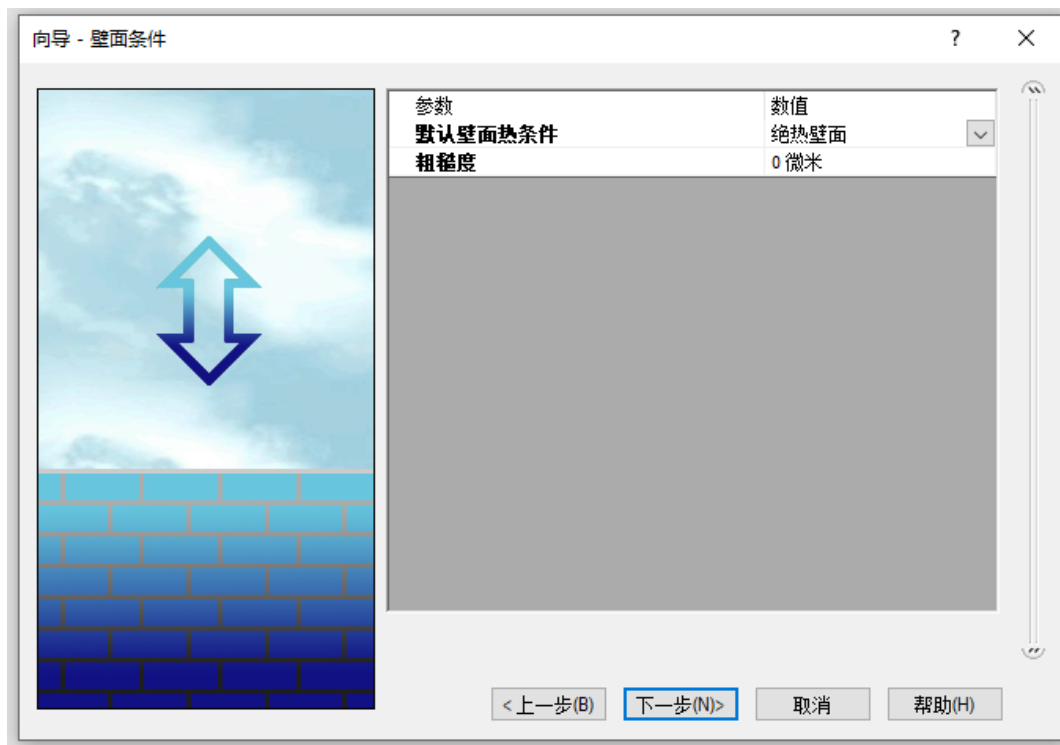 向导 - 壁面条件
?
参数 数值
默认壁面热条件 绝热壁面
粗糙度 0 微米
<上一步(B) 下一步(N)> 取消 帮助(H)